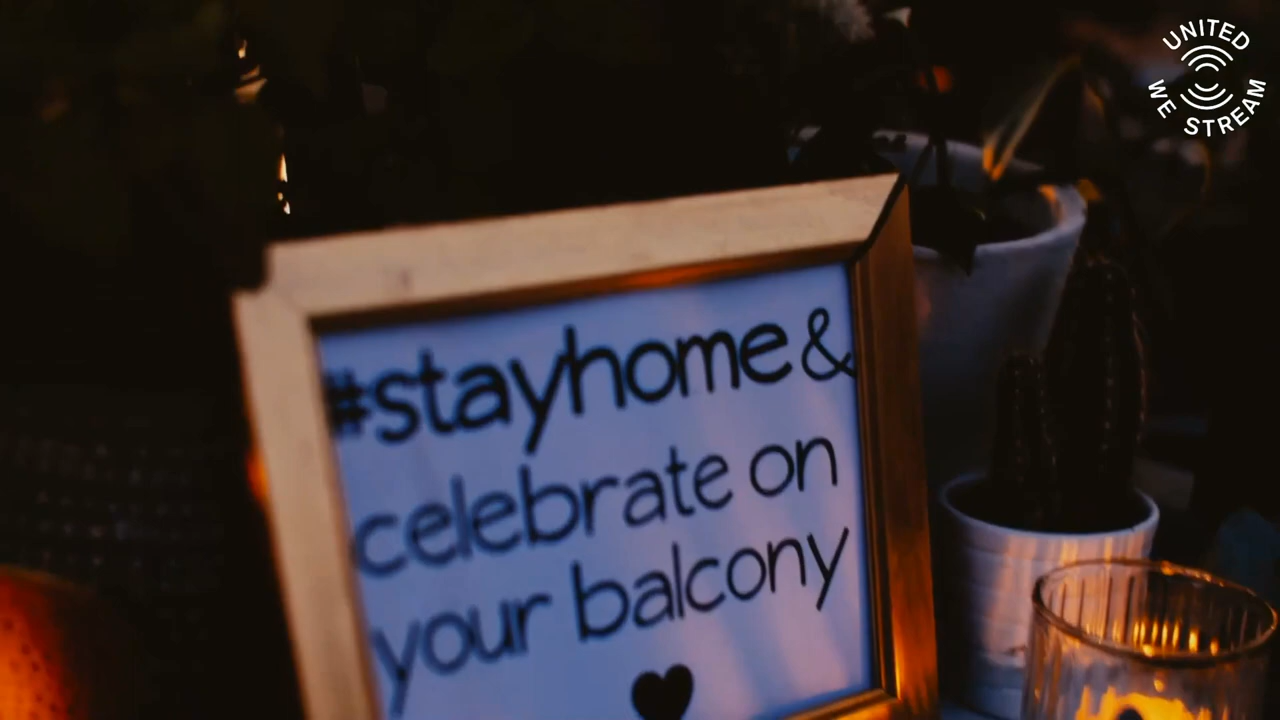 UNITED
WE STREAM
#stayhome &
celebrate on
your balcony